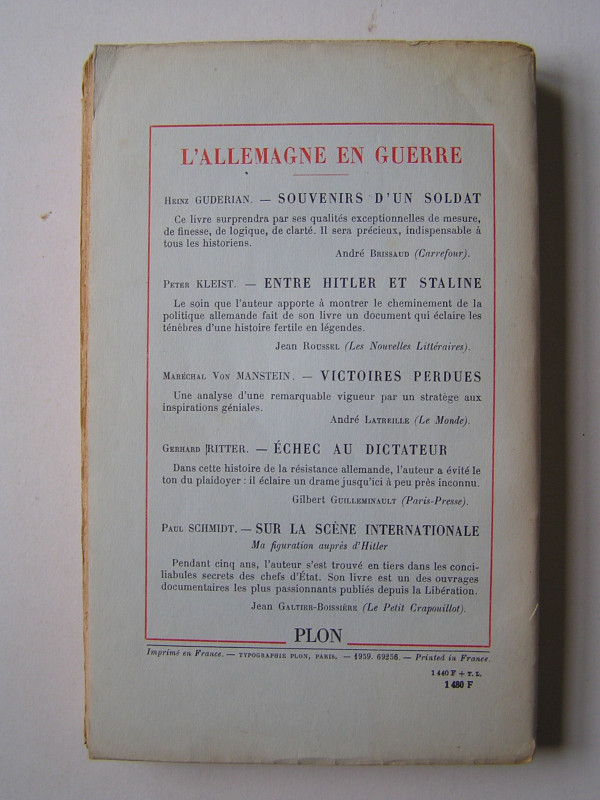 L'ALLEMAGNE EN GUERRE
HEINZ GUDERIAN. — SOUVENIRS D'UN SOLDAT
Ce livre surprendra par ses qualités exceptionnelles de mesure,
de finesse, de logique, de clarté. Il sera précieux, indispensable à
tous les historiens.
André BRISSAUD (Carrefour).
PETER KLEIST. — ENTRE HITLER ET STALINE
Le soin que l'auteur apporte à montrer le cheminement de la
politique allemande fait de son livre un document qui éclaire les
ténèbres d'une histoire fertile en légendes.
Jean ROUSSEL (Les Nouvelles Littéraires).
MARÉCHAL VON MANSTEIN. — VICTOIRES PERDUES
Une analyse d'une remarquable vigueur par un stratège aux
inspirations géniales.
André LATREILLE (Le Monde).
GERHARD RITTER. — ÉCHEC AU DICTATEUR
Dans cette histoire de la résistance allemande, l'auteur a évité le
ton du plaidoyer : il éclaire un drame jusqu'ici à peu près inconnu.
Gilbert GUILLEMINAULT (Paris-Presse).
PAUL SCHMIDT. — SUR LA SCÈNE INTERNATIONALE
Ma figuration auprès d'Hitler
Pendant cinq ans, l'auteur s'est trouvé en tiers dans les conci-
liabules secrets des chefs d'État. Son livre est un des ouvrages
documentaires les plus passionnants publiés depuis la Libération.
Jean GALTIER-BOISSIÈRE (Le Petit Crapouillot).
PLON
Imprimé en France. — TYPOGRAPHIE PLON, PARIS. — 1959. 69256. — Printed in France.
1 440 F + T. L.
1 480 F